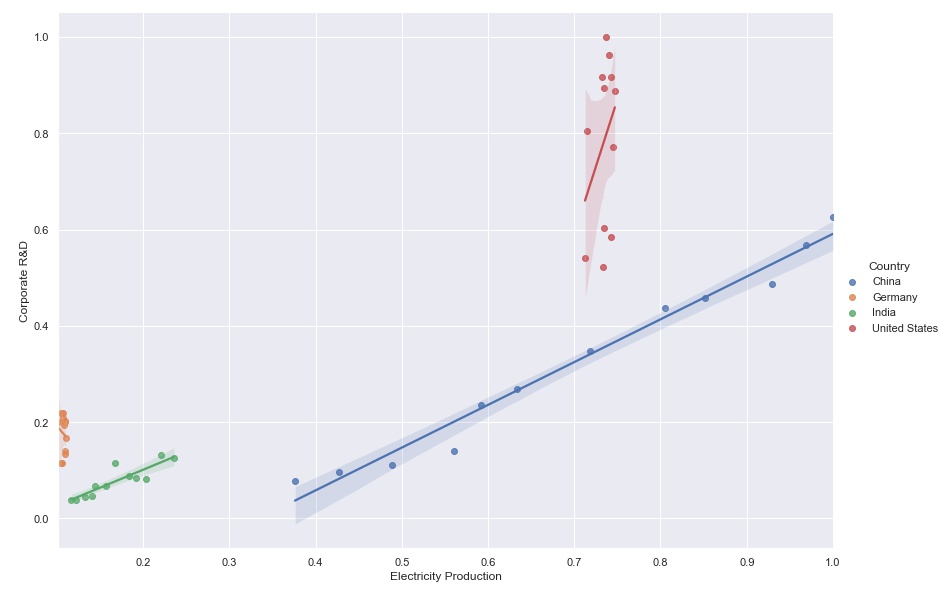 1.0
0.8
0.6
0.4
0.2
0.0
Corporate R&D
0.2 0.3 0.4 0.5 0.6 0.7 0.8 0.9 1.0
Electricity Production
Country
China
Germany
India
United States